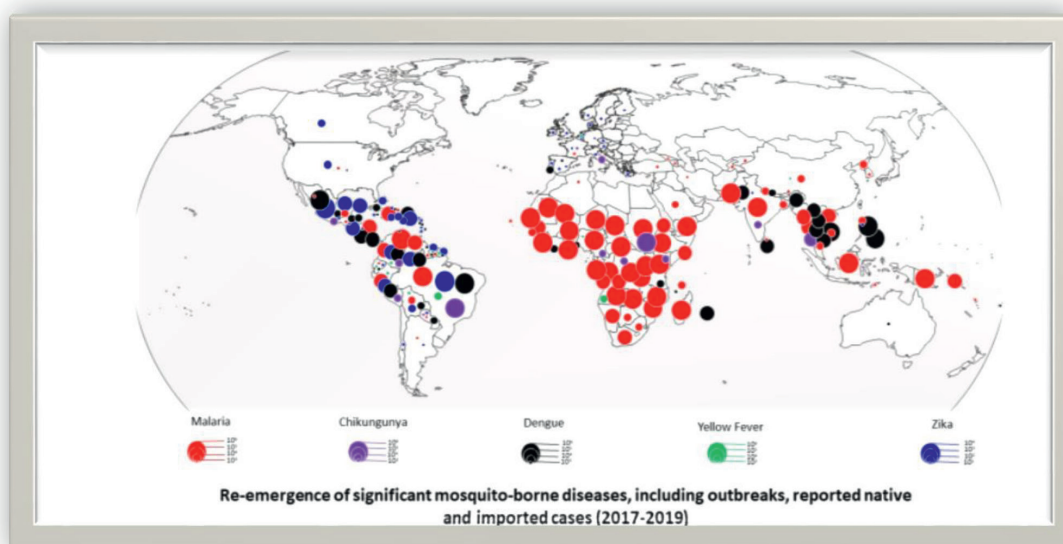 Malaria
Chikungunya
Dengue
Yellow Fever
Zika
Re-emergence of significant mosquito-borne diseases, including outbreaks, reported native
and imported cases (2017-2019)